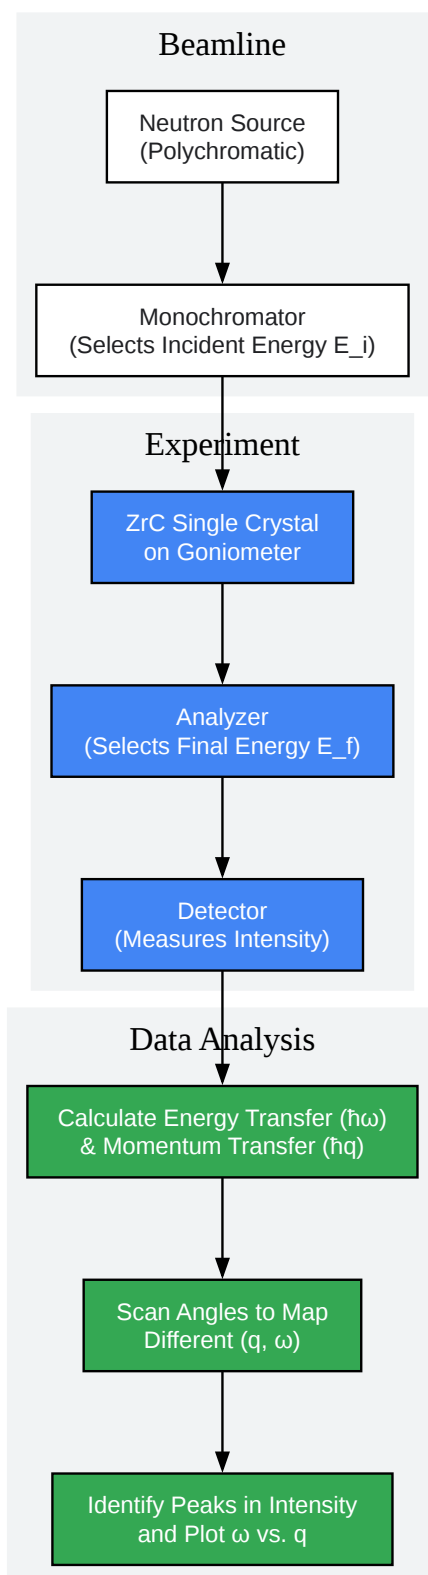 Beamline
Neutron Source
(Polychromatic)
Monochromator
(Selects Incident Energy E_i)
Experiment
ZrC Single Crystal
on Goniometer
Analyzer
(Selects Final Energy E_f)
Detector
(Measures Intensity)
Data Analysis
Calculate Energy Transfer (ħω)
& Momentum Transfer (ħq)
Scan Angles to Map
Different (q, ω)
Identify Peaks in Intensity
and Plot ω vs. q